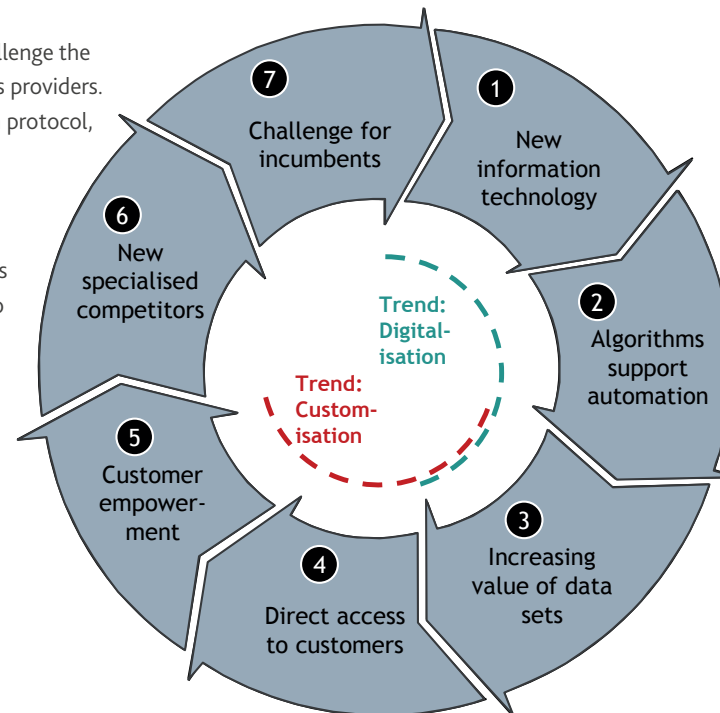 llenge the
s providers.
protocol,
s
7
Challenge for
incumbents
1
New
information
technology
2
Algorithms
support
automation
3
Increasing
value of data
sets
4
Direct access
to customers
5
Customer
empower-
ment
6
New
specialised
competitors
Trend:
Digital-
isation
Trend:
Custom-
isation